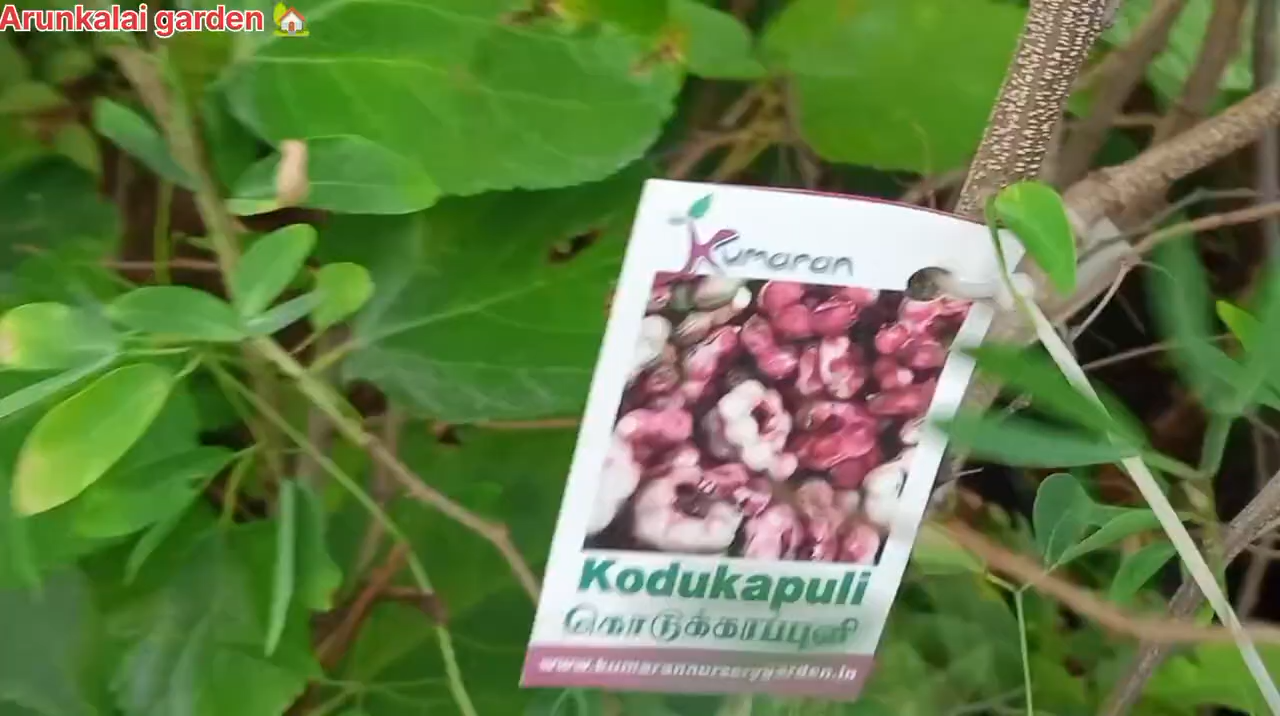 Arunkalai garden 🏡
Kumaran
Kodukapuli
கொடுக்காப்புளி
www.kumarannurserygarden.in